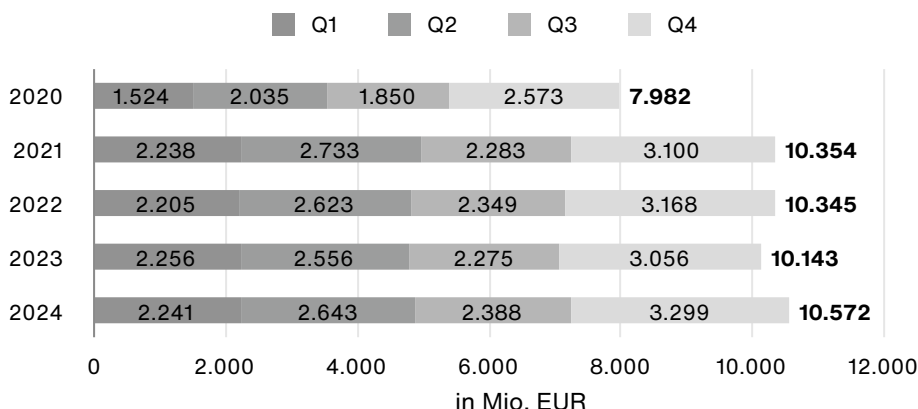 Q1 Q2 Q3 Q4
2020 1.524 2.035 1.850 2.573 7.982
2021 2.238 2.733 2.283 3.100 10.354
2022 2.205 2.623 2.349 3.168 10.345
2023 2.256 2.556 2.275 3.056 10.143
2024 2.241 2.643 2.388 3.299 10.572
0 2.000 4.000 6.000 8.000 10.000 12.000
in Mio. EUR